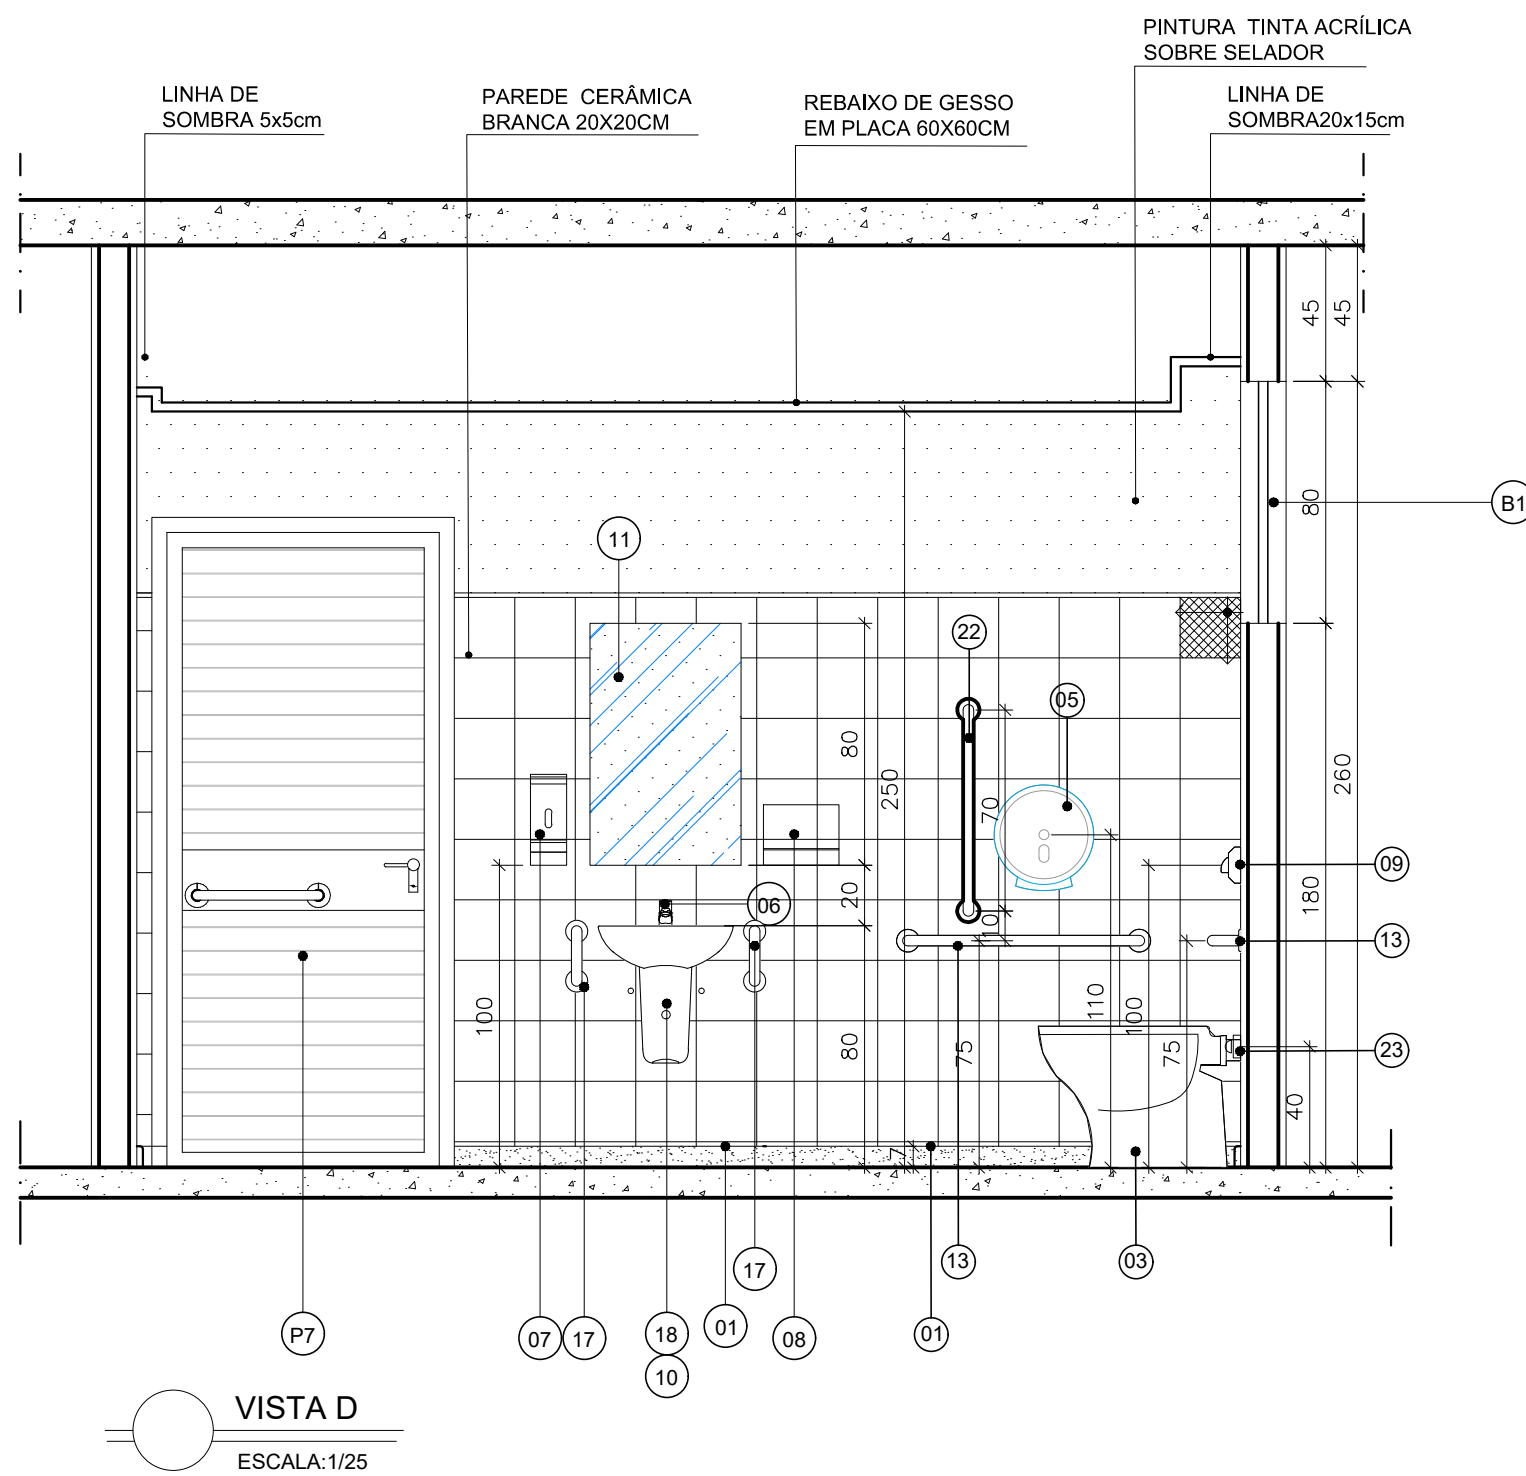 PINTURA TINTA ACRÍLICA
SOBRE SELADOR
LINHA DE
SOMBRA 5x5cm
PAREDE CERÂMICA
BRANCA 20X20CM
REBAIXO DE GESSO
EM PLACA 60X60CM
LINHA DE
SOMBRA20x15cm
45
45
80
B1
11
22
05
80
250
70
260
09
180
20
06
10
13
100
110
100
80
75
75
23
40
7
17
13
03
P7
07
17
18
01
08
01
10
VISTA D
ESCALA:1/25